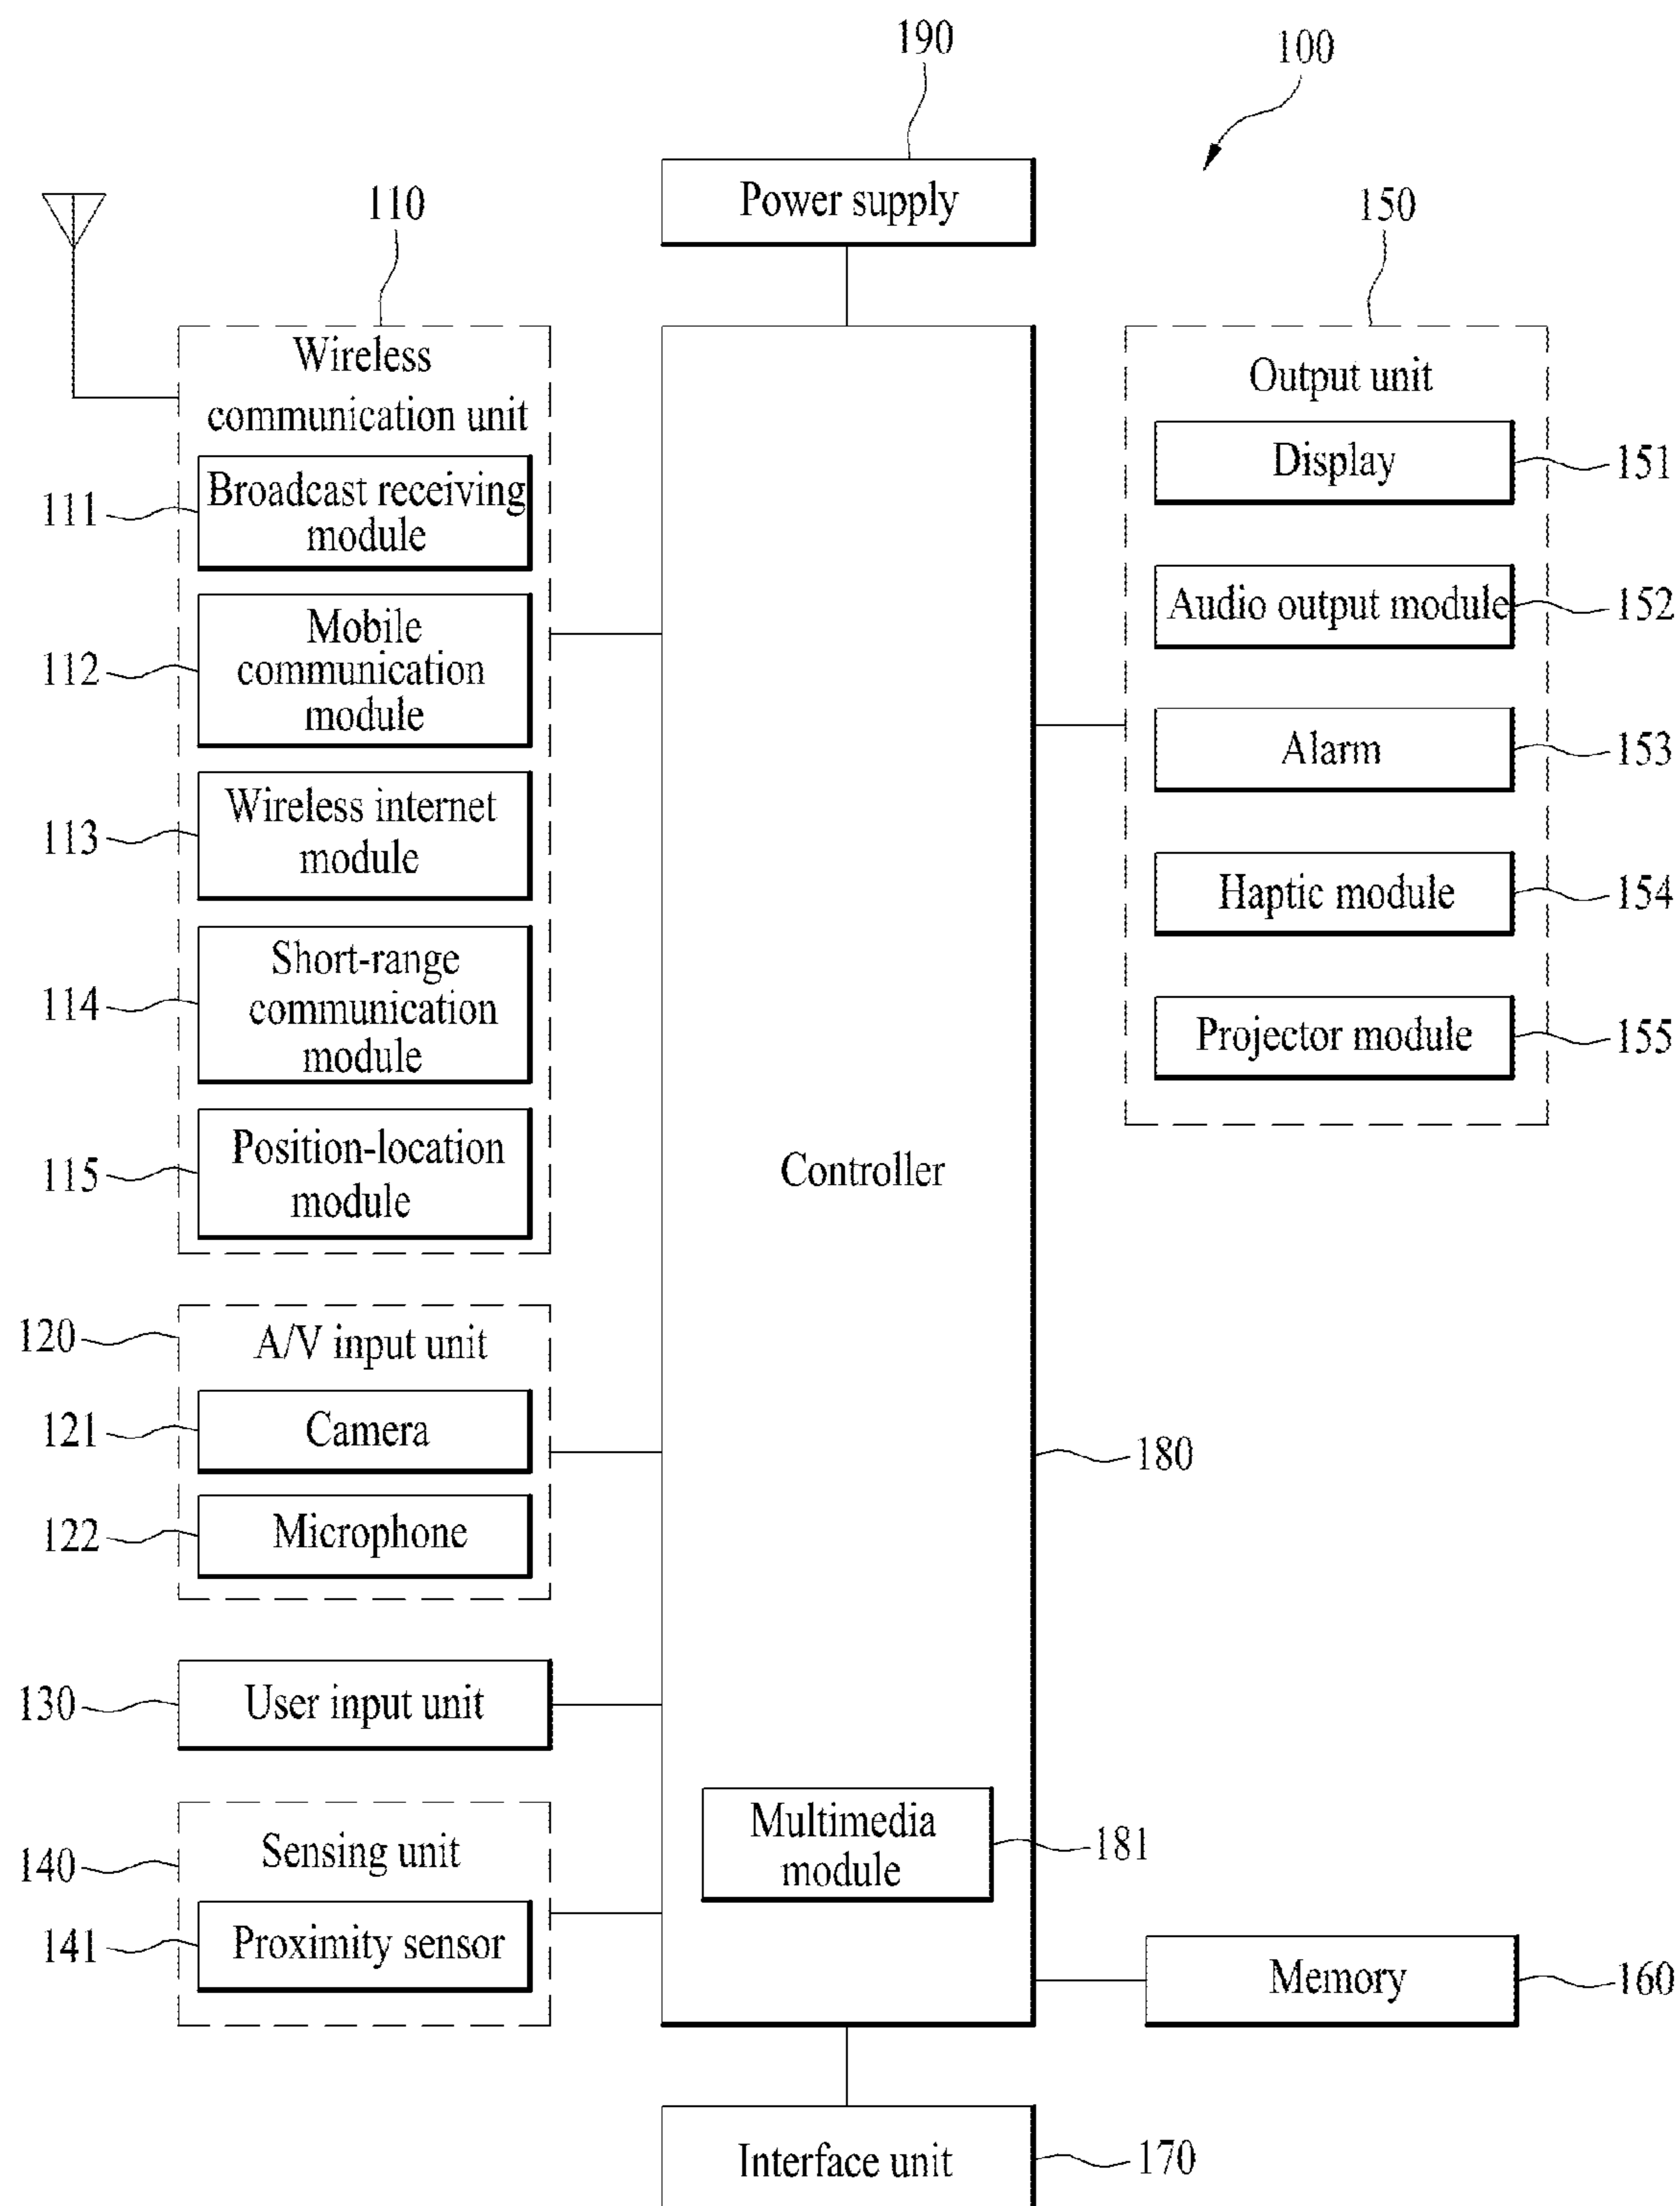 190
100
Power supply
110
150
Wireless
communication unit
Broadcast receiving
module
111
Mobile
communication
module
112
Wireless internet
module
113
Short-range
communication
module
114
Position-location
module
115
Output unit
Display
151
Audio output module
152
Alarm
153
Haptic module
154
Projector module
155
Controller
180
120
A/V input unit
121
Camera
122
Microphone
130
User input unit
140
Sensing unit
141
Proximity sensor
Multimedia
module
181
Memory
160
Interface unit
170